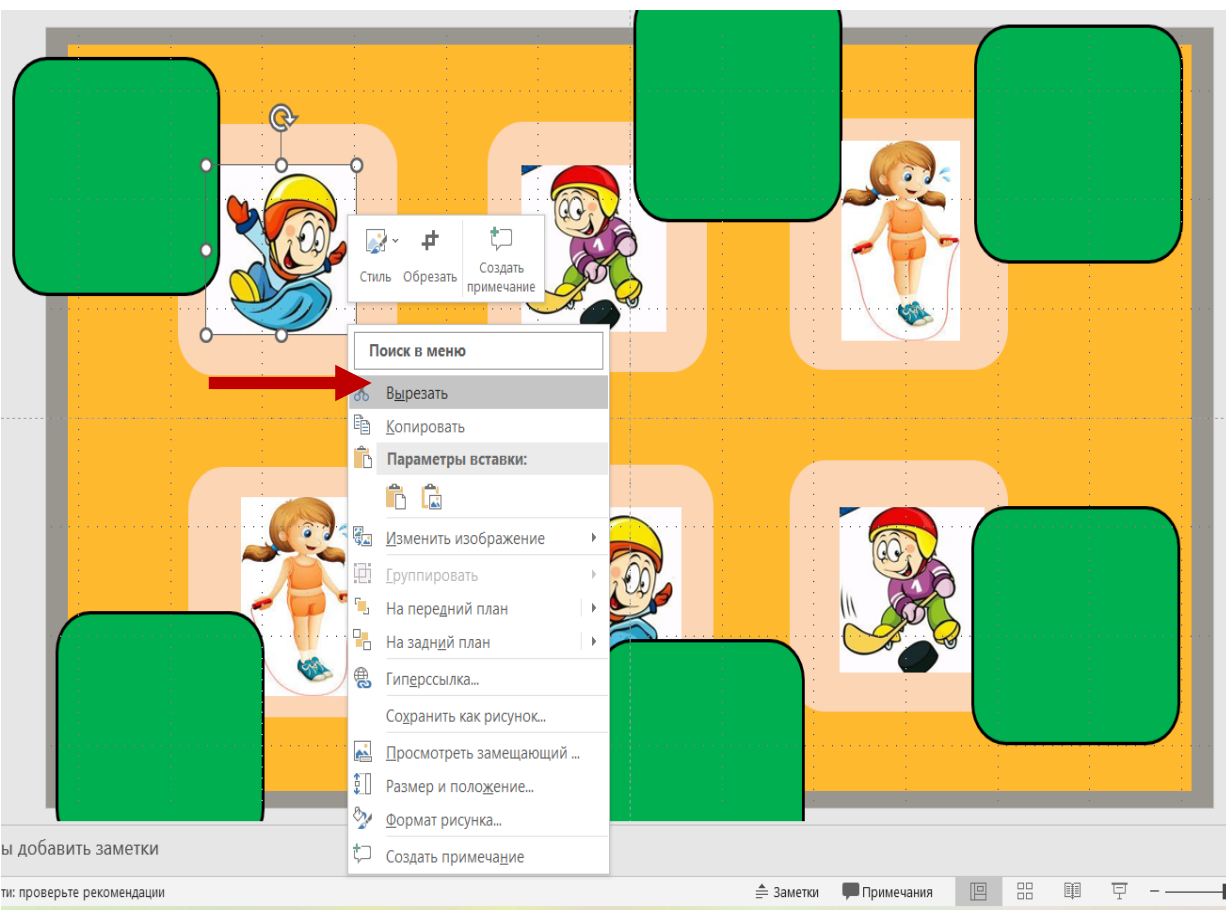 Стиль
Обрезать
Создать
примечание
Поиск в меню
Вырезать
Копировать
Параметры вставки:
Изменить изображение
Группировать
На передний план
На задний план
Гиперссылка...
Сохранить как рисунок...
Просмотреть замещающий ...
Размер и положение...
Формат рисунка...
Создать примечание
ы добавить заметки
ти: проверьте рекомендации
Заметки
Примечания
1
1